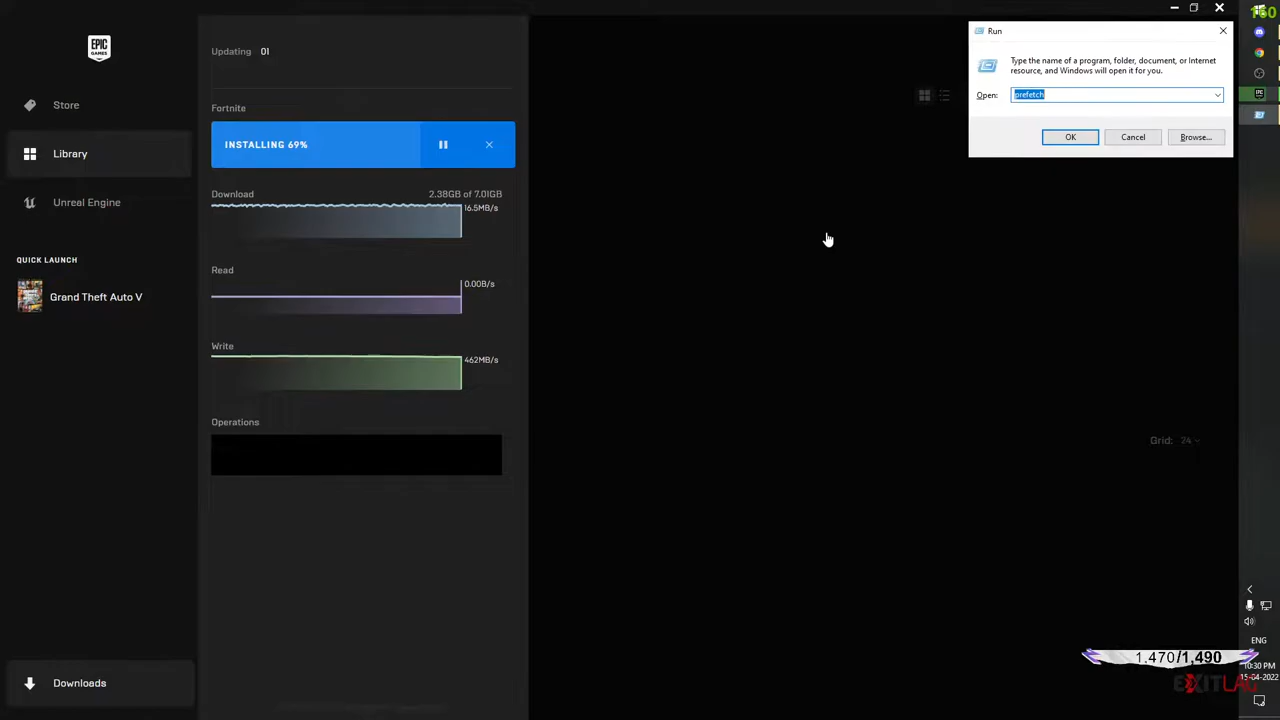 160
EPIC
GAMES
Store
Library
Unreal Engine
QUICK LAUNCH
Grand Theft Auto V
Downloads
Updating 01
Fortnite
INSTALLING 69%
Download 2.38GB of 7.01GB
16.5MB/s
Read
0.00B/s
Write
462MB/s
Operations
Run
Type the name of a program, folder, document, or Internet
resource, and Windows will open it for you.
Open: prefetch
OK Cancel Browse...
Grid: 24
ENG
10:30 PM
15-04-2022
1.470/1,490
EXITLAG